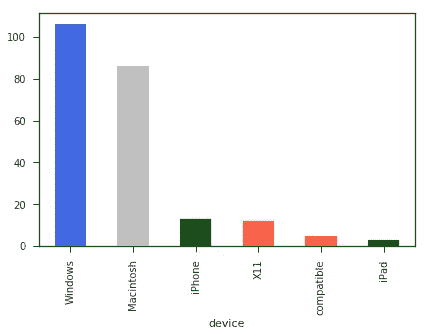 100
80
60
40
20
0
Windows
Macintosh
iPhone
X11
compatible
iPad
device